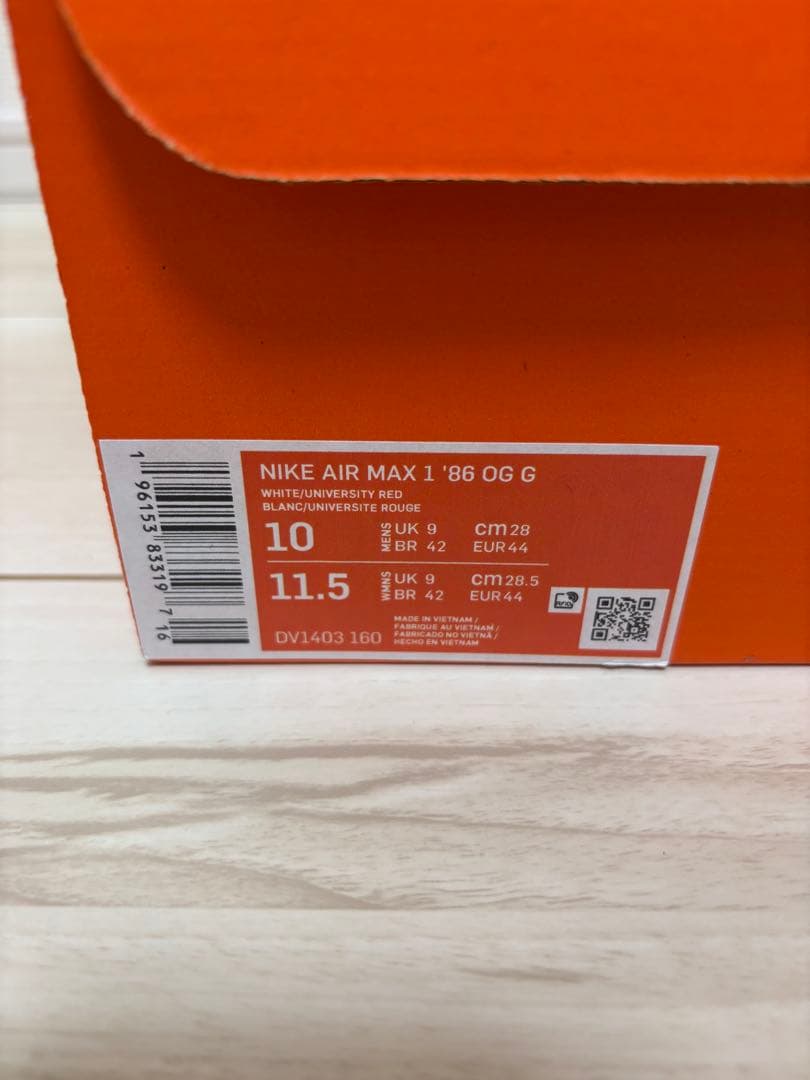 NIKE AIR MAX 1 '86 OG G
WHITE/UNIVERSITY RED
BLANC/UNIVERSITE ROUGE
10 MENS UK 9 cm 28
BR 42 EUR 44
11.5 WMNS UK 9 cm 28.5
BR 42 EUR 44
DV1403 160
MADE IN VIETNAM /
FABRIQUE AU VIETNAM /
FABRICADO NO VIETNÃ /
HECHO EN VIETNAM
1 96153 83319 7 16